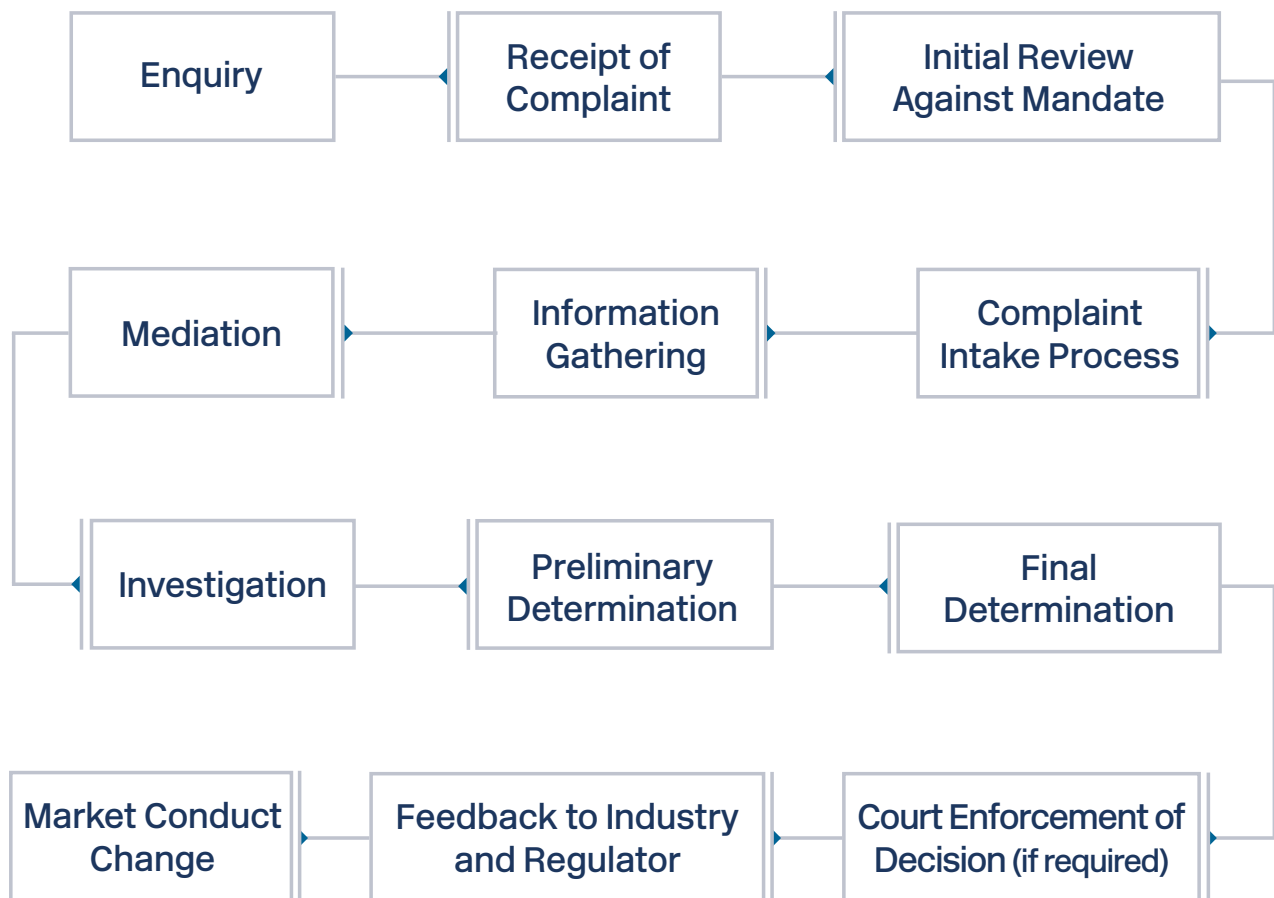 Enquiry
Receipt of
Complaint
Initial Review
Against Mandate
Mediation
Information
Gathering
Complaint
Intake Process
Investigation
Preliminary
Determination
Final
Determination
Market Conduct
Change
Feedback to Industry
and Regulator
Court Enforcement of
Decision (if required)